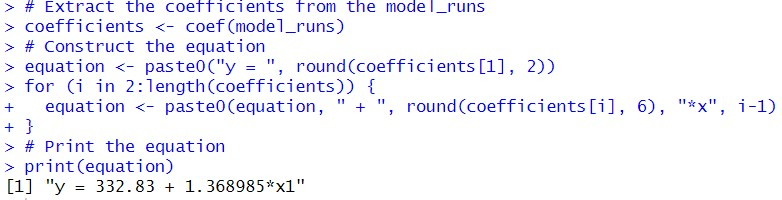 > # Extract the coefficients from the model_runs
> coefficients <- coef(model_runs)
> # Construct the equation
> equation <- paste0("y = ", round(coefficients[1], 2))
> for (i in 2:length(coefficients)) {
+   equation <- paste0(equation, " + ", round(coefficients[i], 6), "*x", i-1)
+ }
> # Print the equation
> print(equation)
[1] "y = 332.83 + 1.368985*x1"